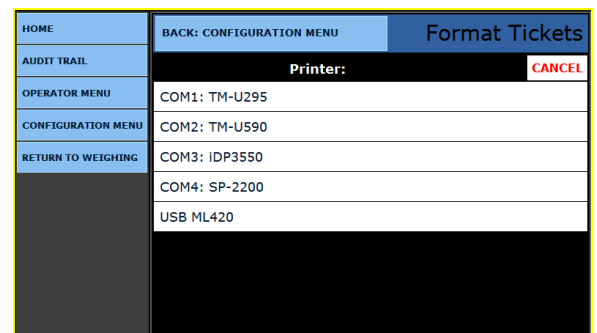 HOME
AUDIT TRAIL
OPERATOR MENU
CONFIGURATION MENU
RETURN TO WEIGHING
BACK: CONFIGURATION MENU
Format Tickets
Printer:
CANCEL
COM1: TM-U295
COM2: TM-U590
COM3: iDP3550
COM4: SP-2200
USB ML420